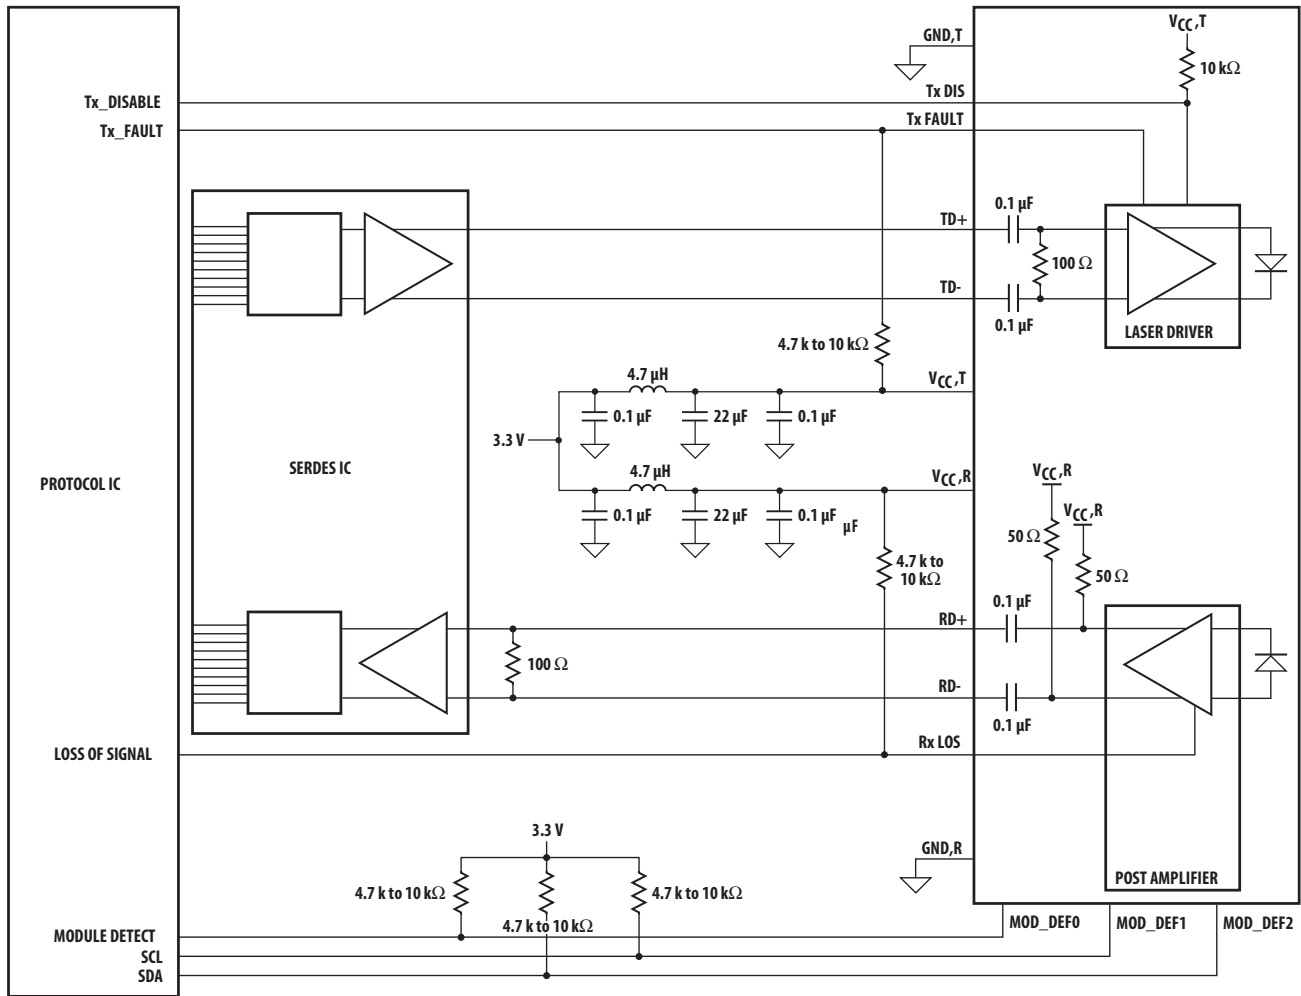 V_CC,T
GND,T
10 kΩ
Tx_DISABLE
Tx DIS
Tx_FAULT
Tx FAULT
0.1 µF
TD+
100 Ω
TD-
0.1 µF
LASER DRIVER
4.7 k to 10 kΩ
4.7 µH
V_CC,T
0.1 µF
22 µF
0.1 µF
3.3 V
SERDES IC
PROTOCOL IC
4.7 µH
V_CC,R
V_CC,R
0.1 µF
22 µF
0.1 µF
µF
V_CC,R
50 Ω
4.7 k to
10 kΩ
50 Ω
0.1 µF
RD+
100 Ω
RD-
0.1 µF
LOSS OF SIGNAL
Rx LOS
3.3 V
GND,R
POST AMPLIFIER
4.7 k to 10 kΩ
4.7 k to 10 kΩ
4.7 k to 10 kΩ
MODULE DETECT
MOD_DEF0
MOD_DEF1
MOD_DEF2
SCL
SDA